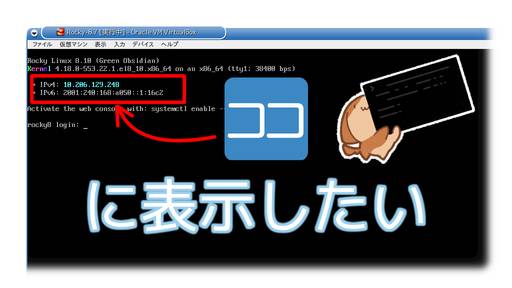 Rocky-8.7 [実行中] - Oracle VM VirtualBox
ファイル 仮想マシン 表示 入力 デバイス ヘルプ
Rocky Linux 8.10 (Green Obsidian)
Kernel 4.18.0-553.22.1.el8_10.x86_64 on an x86_64 (tty1: 38400 bps)
* IPv4: 10.206.129.248
* IPv6: 2001:240:168:a050::1:16c2
Activate the web console with: systemctl enable -
rocky8 login: _
ココ
に表示したい